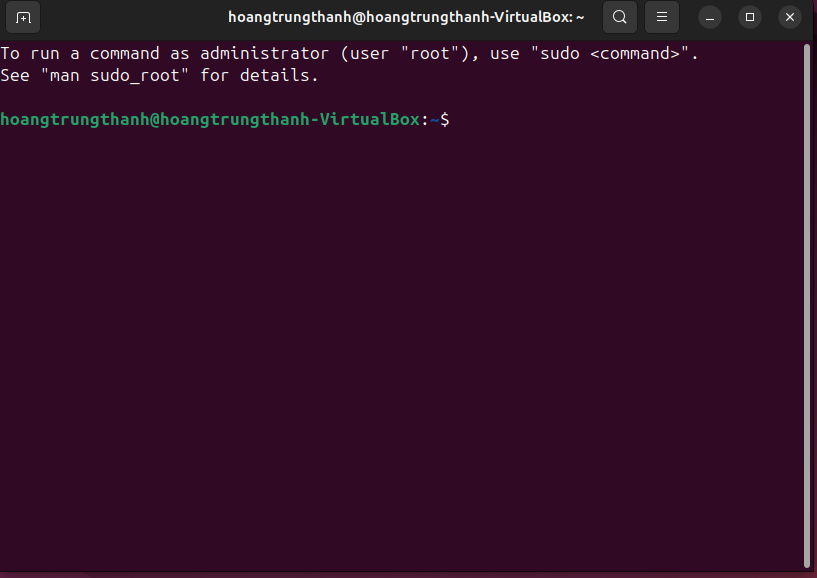 hoangtrungthanh@hoangtrungthanh-VirtualBox: ~
To run a command as administrator (user "root"), use "sudo <command>".
See "man sudo_root" for details.
hoangtrungthanh@hoangtrungthanh-VirtualBox:~$